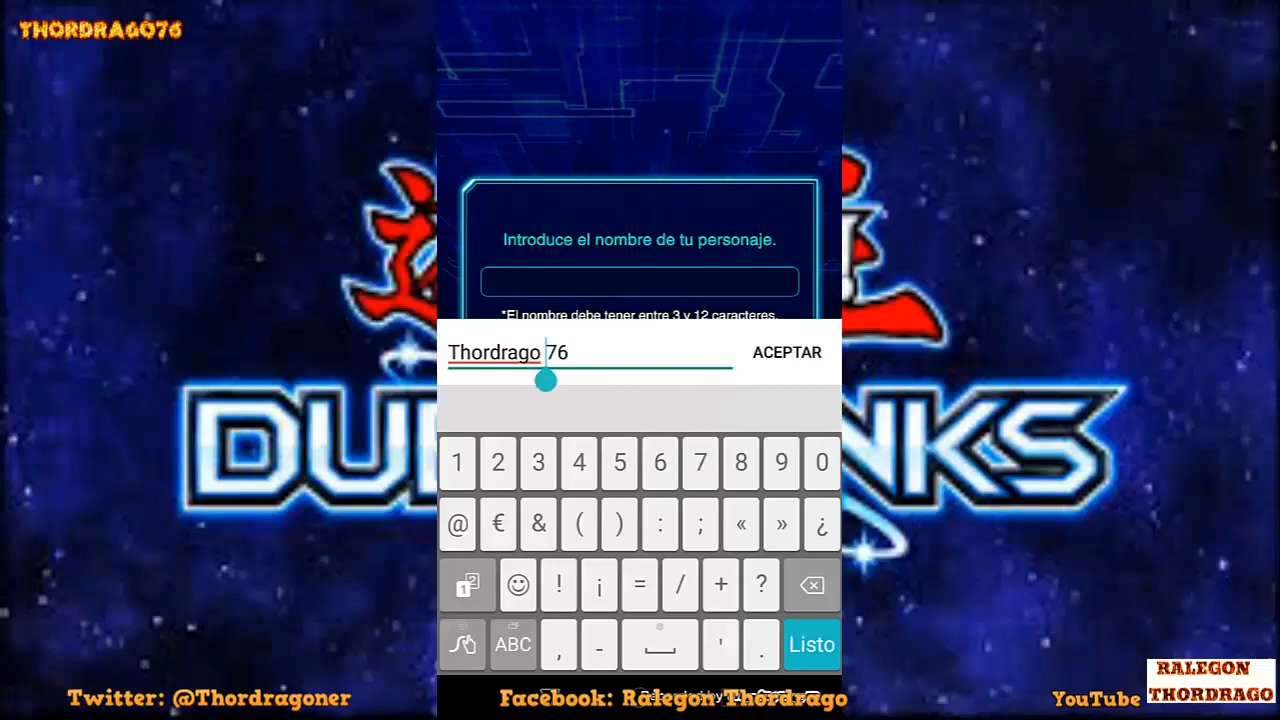 THORDRAGO76
Introduce el nombre de tu personaje.
*El nombre debe tener entre 3 y 12 caracteres.
Thordrago 76
ACEPTAR
1 2 3 4 5 6 7 8 9 0
@ € & ( ) : ; « » ¿
1 ? ! ¡ = / + ?
ABC , - ' . Listo
Twitter: @Thordragoner
Facebook: Ralegon Thordrago
YouTube
RALEGON
THORDRAGO